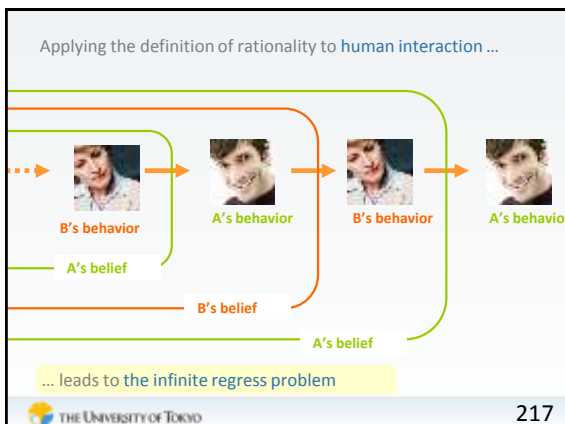 Applying the definition of rationality to human interaction ...
B's behavior
A's behavior
B's behavior
A's behavio
A's belief
B's belief
A's belief
... leads to the infinite regress problem
THE UNIVERSITY OF TOKYO
217